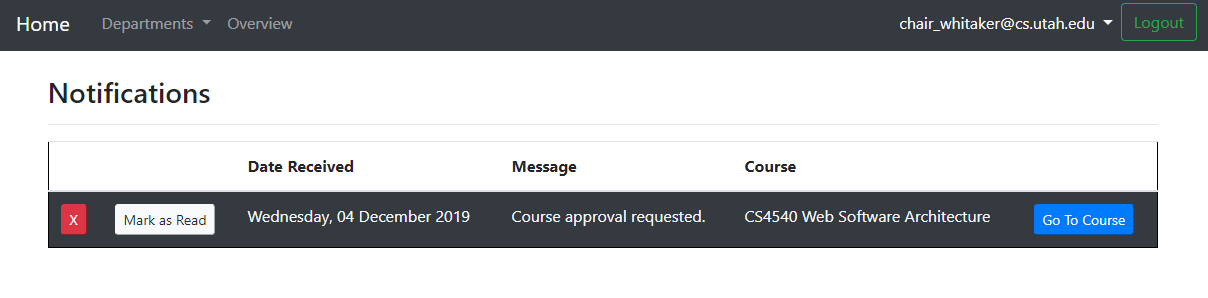 Home Departments Overview chair_whitaker@cs.utah.edu Logout
Notifications
Date Received Message Course
X Mark as Read Wednesday, 04 December 2019 Course approval requested. CS4540 Web Software Architecture Go To Course